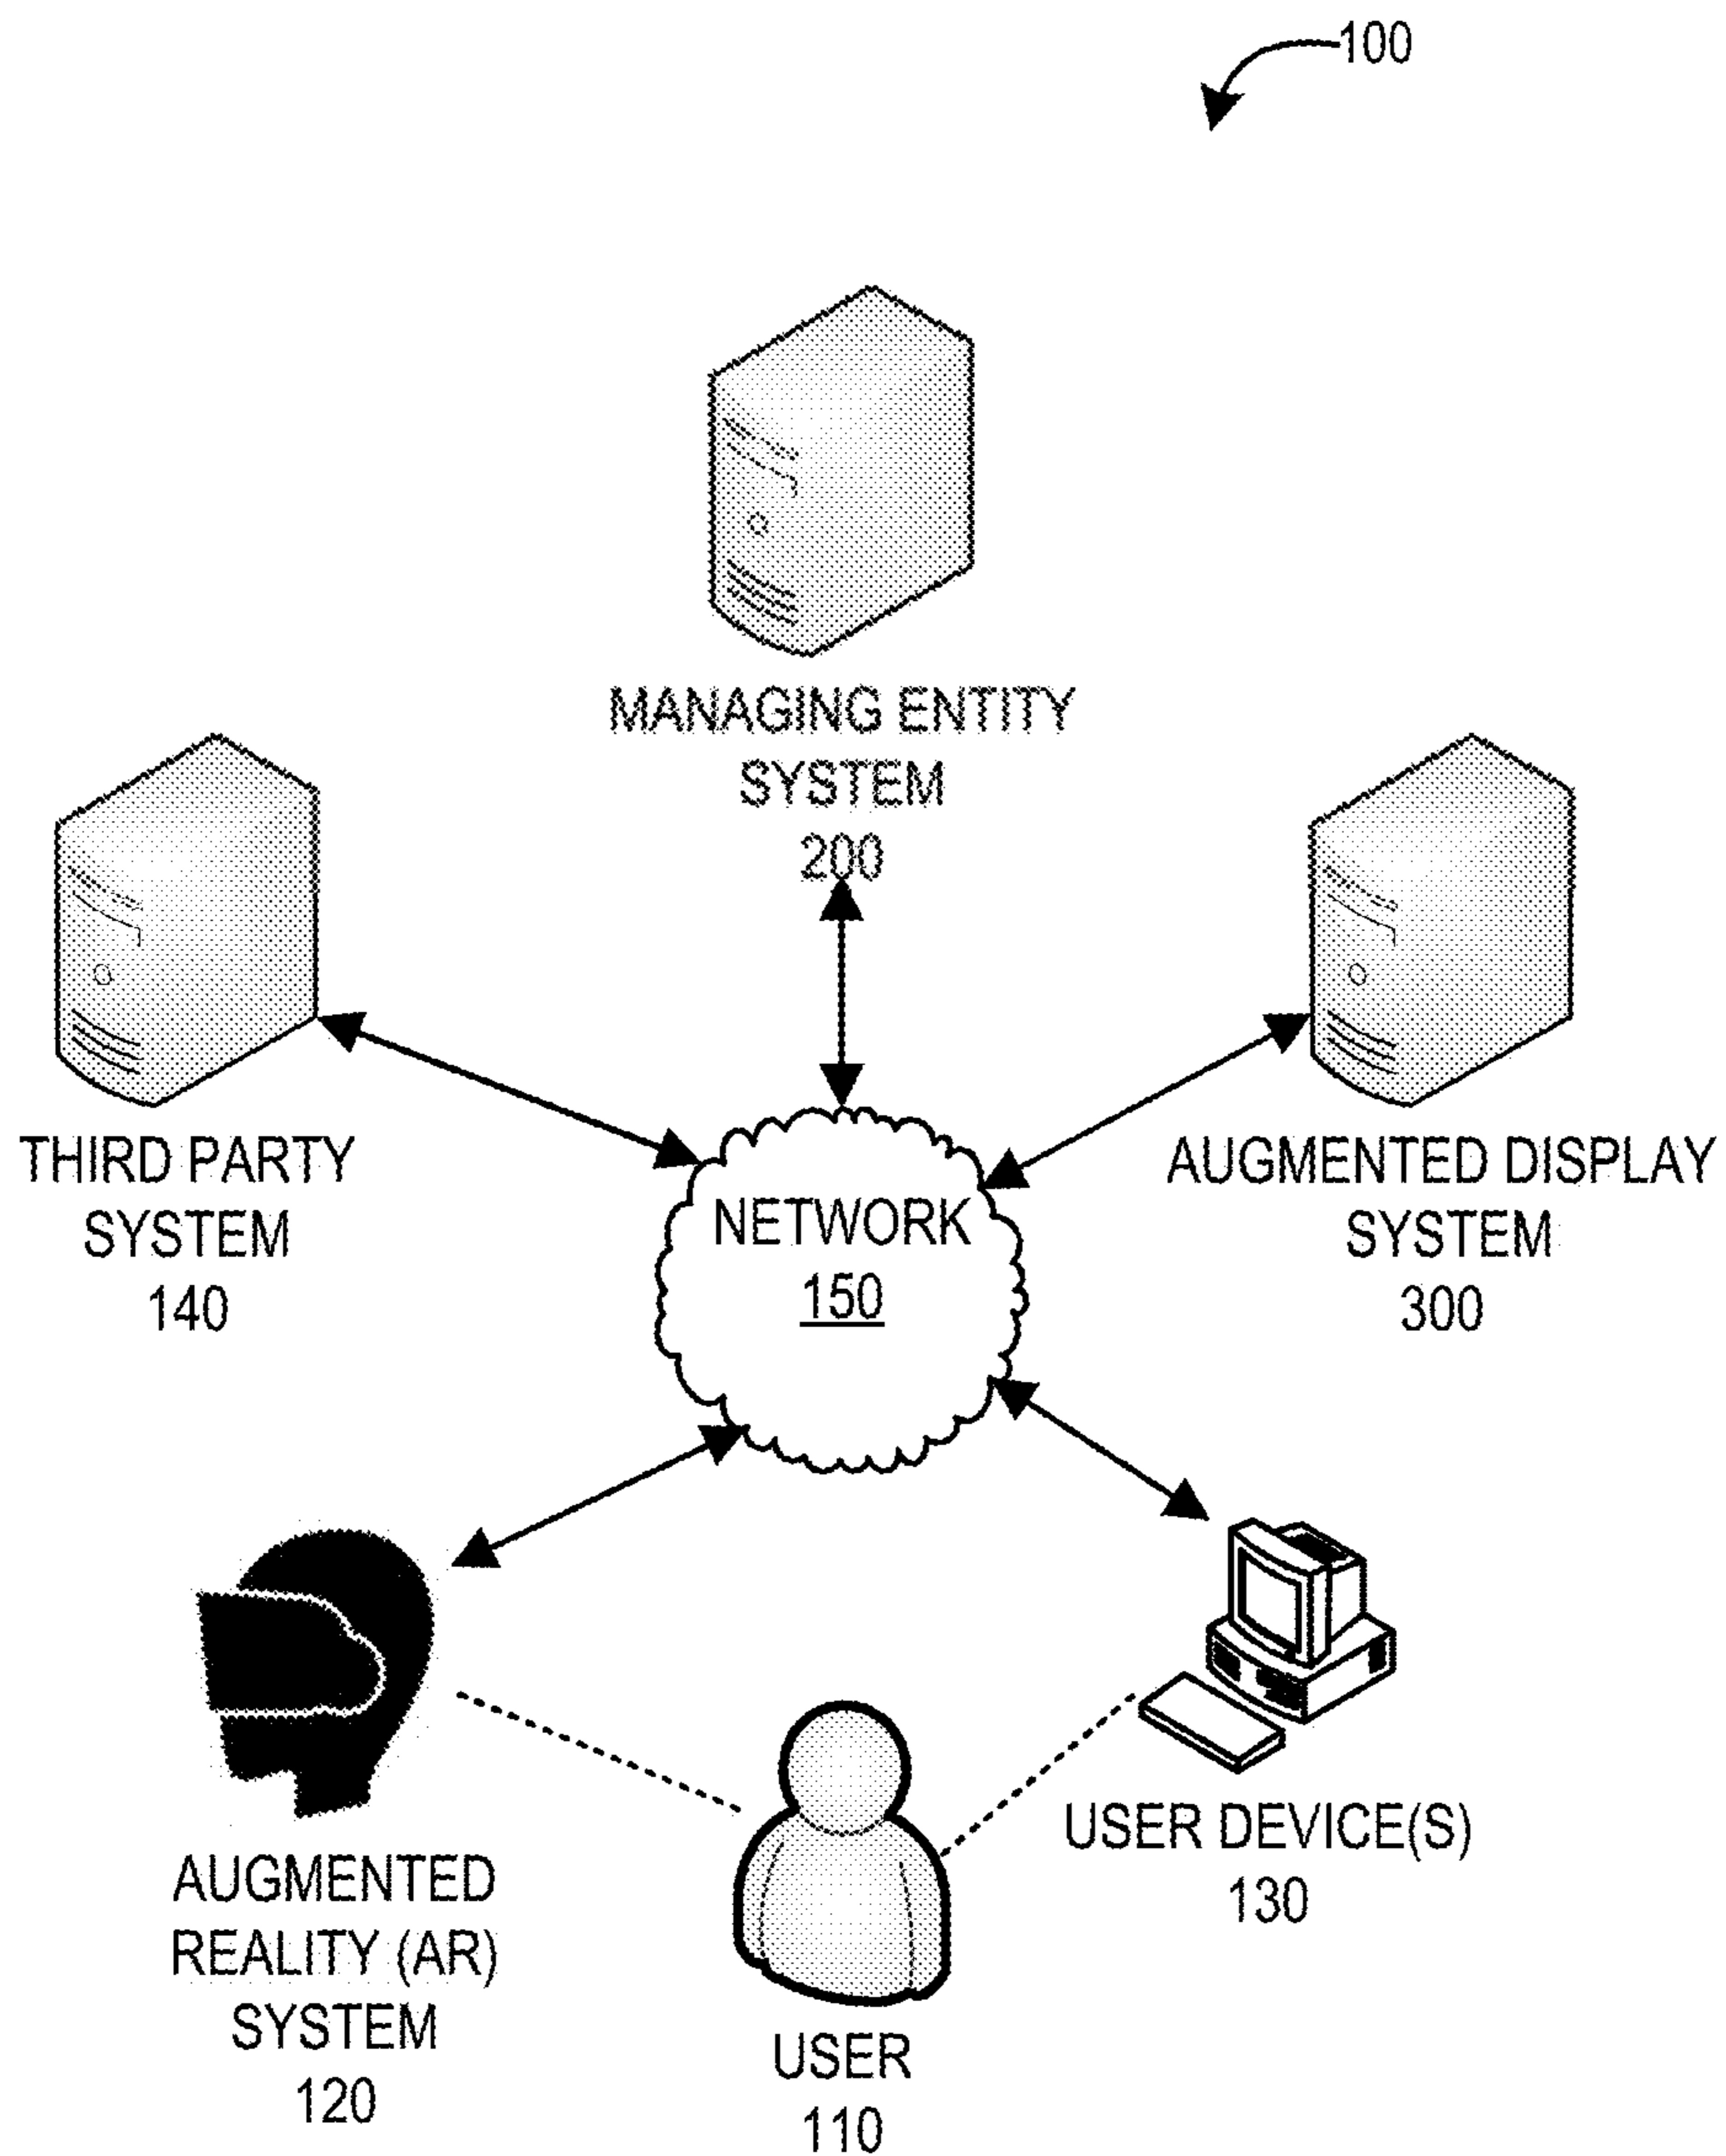 100
MANAGING ENTITY
SYSTEM
200
THIRD PARTY
SYSTEM
140
NETWORK
150
AUGMENTED DISPLAY
SYSTEM
300
AUGMENTED
REALITY (AR)
SYSTEM
120
USER
110
USER DEVICE(S)
130